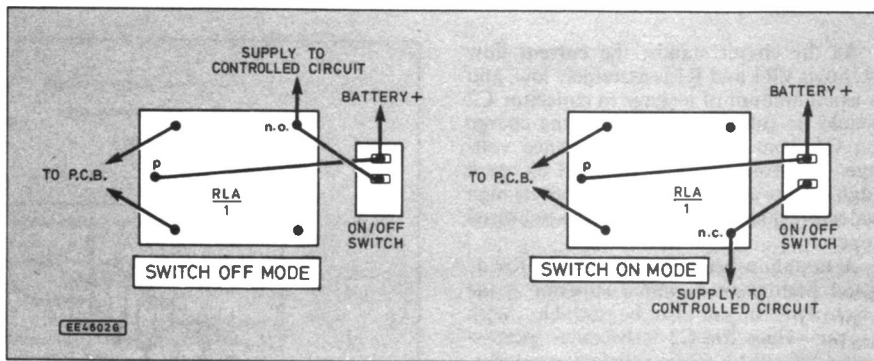 SUPPLY TO
CONTROLLED CIRCUIT
BATTERY+
n.o.
p
TO P.C.B.
RLA
1
ON/OFF
SWITCH
SWITCH OFF MODE
EE4602G
BATTERY+
p
TO P.C.B.
RLA
1
n.c.
ON/OFF
SWITCH
SWITCH ON MODE
SUPPLY TO
CONTROLLED CIRCUIT